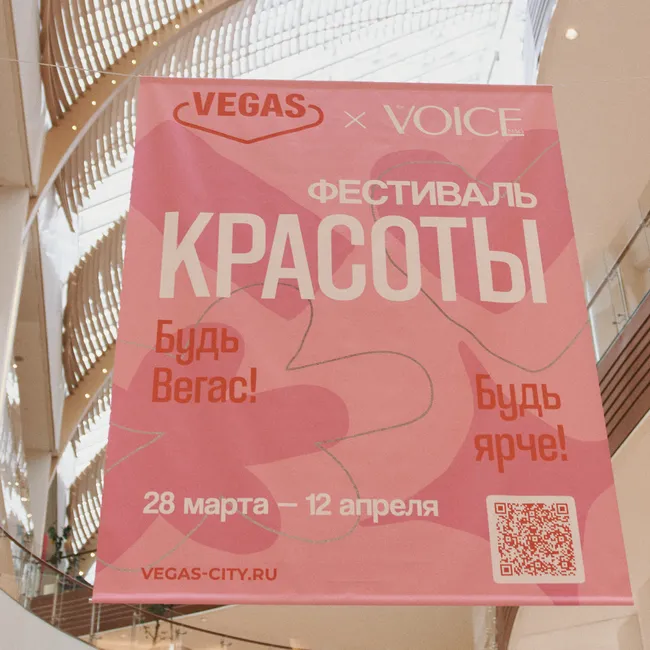 VEGAS × VOICE
ФЕСТИВАЛЬ
КРАСОТЫ
Будь
Вегас!
Будь
ярче!
28 марта — 12 апреля
VEGAS-CITY.RU